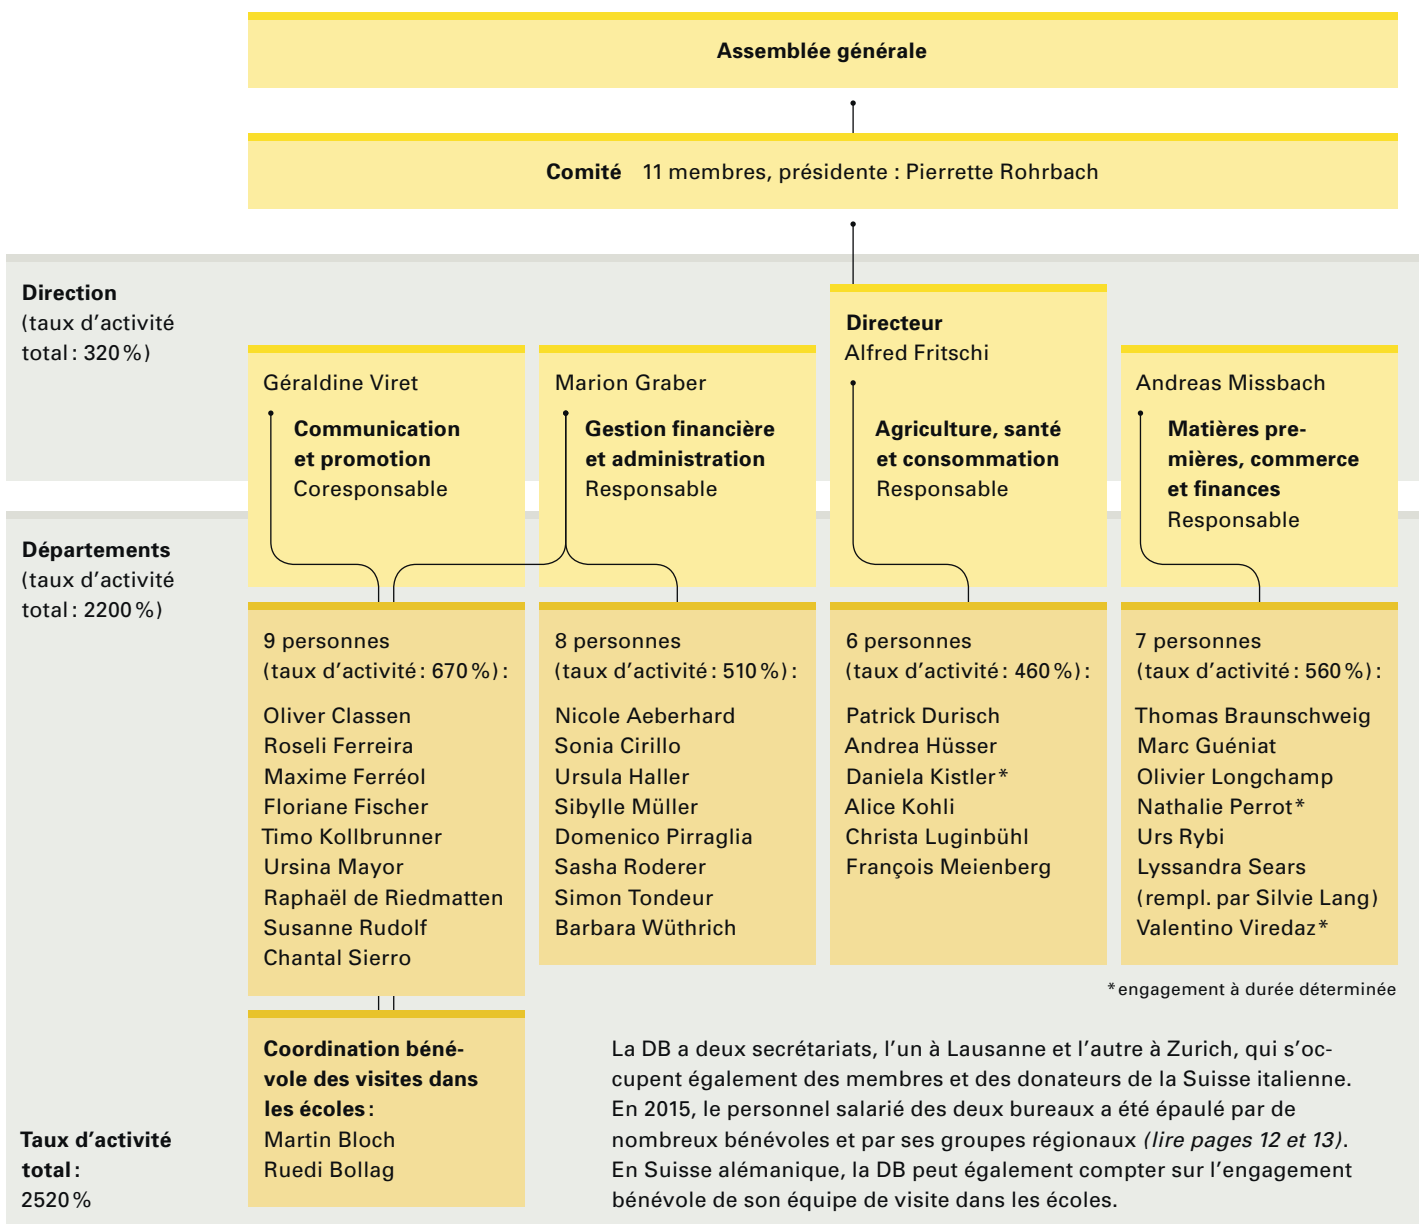 Assemblée générale
Comité 11 membres, présidente : Pierrette Rohrbach
Direction
(taux d'activité
total : 320 %)
Géraldine Viret
Communication
et promotion
Coresponsable
Marion Graber
Gestion financière
et administration
Responsable
Directeur
Alfred Fritschi
Agriculture, santé
et consommation
Responsable
Andreas Missbach
Matières pre-
mières, commerce
et finances
Responsable
Départements
(taux d'activité
total : 2200 %)
9 personnes
(taux d'activité : 670 %) :
Oliver Classen
Roseli Ferreira
Maxime Ferréol
Floriane Fischer
Timo Kollbrunner
Ursina Mayor
Raphaël de Riedmatten
Susanne Rudolf
Chantal Sierro
8 personnes
(taux d'activité : 510 %) :
Nicole Aeberhard
Sonia Cirillo
Ursula Haller
Sibylle Müller
Domenico Pirraglia
Sasha Roderer
Simon Tondeur
Barbara Wüthrich
6 personnes
(taux d'activité : 460 %) :
Patrick Durisch
Andrea Hüsser
Daniela Kistler*
Alice Kohli
Christa Luginbühl
François Meienberg
7 personnes
(taux d'activité : 560 %) :
Thomas Braunschweig
Marc Guéniat
Olivier Longchamp
Nathalie Perrot*
Urs Rybi
Lyssandra Sears
(rempl. par Silvie Lang)
Valentino Viredaz*
*engagement à durée déterminée
Coordination béné-
vole des visites dans
les écoles :
Martin Bloch
Ruedi Bollag
La DB a deux secrétariats, l'un à Lausanne et l'autre à Zurich, qui s'oc-
cupent également des membres et des donateurs de la Suisse italienne.
En 2015, le personnel salarié des deux bureaux a été épaulé par de
nombreux bénévoles et par ses groupes régionaux (lire pages 12 et 13).
En Suisse alémanique, la DB peut également compter sur l'engagement
bénévole de son équipe de visite dans les écoles.
Taux d'activité
total :
2520 %